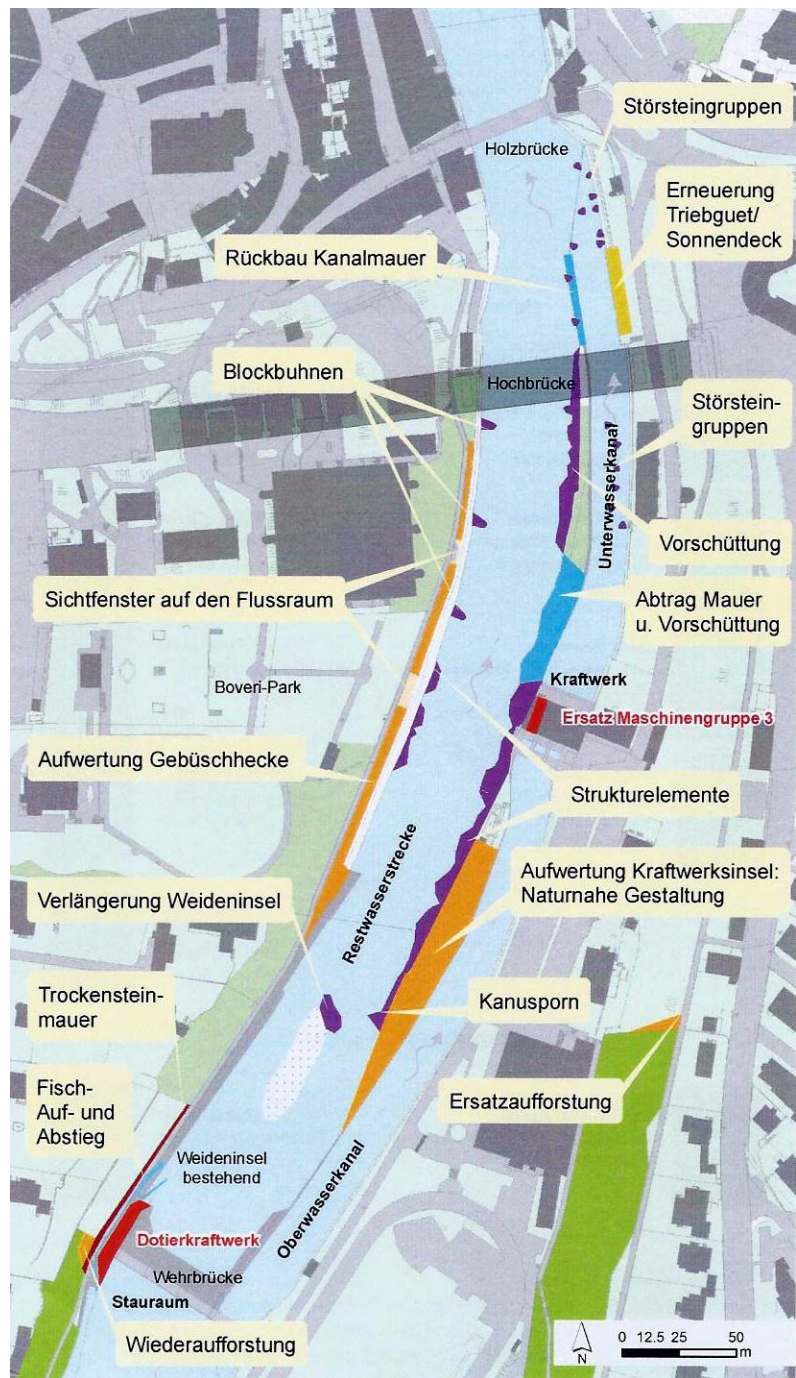 Störsteingruppen
Holzbrücke
Erneuerung
Triebguet/
Sonnendeck
Rückbau Kanalmauer
Blockbuhnen
Hochbrücke
Störstein-
gruppen
Unterwasserkanal
Vorschüttung
Sichtfenster auf den Flussraum
Abtrag Mauer
u. Vorschüttung
Boveri-Park
Kraftwerk
Ersatz Maschinengruppe 3
Aufwertung Gebüschhecke
Strukturelemente
Restwasserstrecke
Aufwertung Kraftwerksinsel:
Naturnahe Gestaltung
Verlängerung Weideninsel
Trockenstein-
mauer
Kanusporn
Fisch-
Auf- und
Abstieg
Ersatzaufforstung
Weideninsel
bestehend
Oberwasserkanal
Dotierkraftwerk
Wehrbrücke
Stauraum
Wiederaufforstung
N
0 12.5 25 50
m